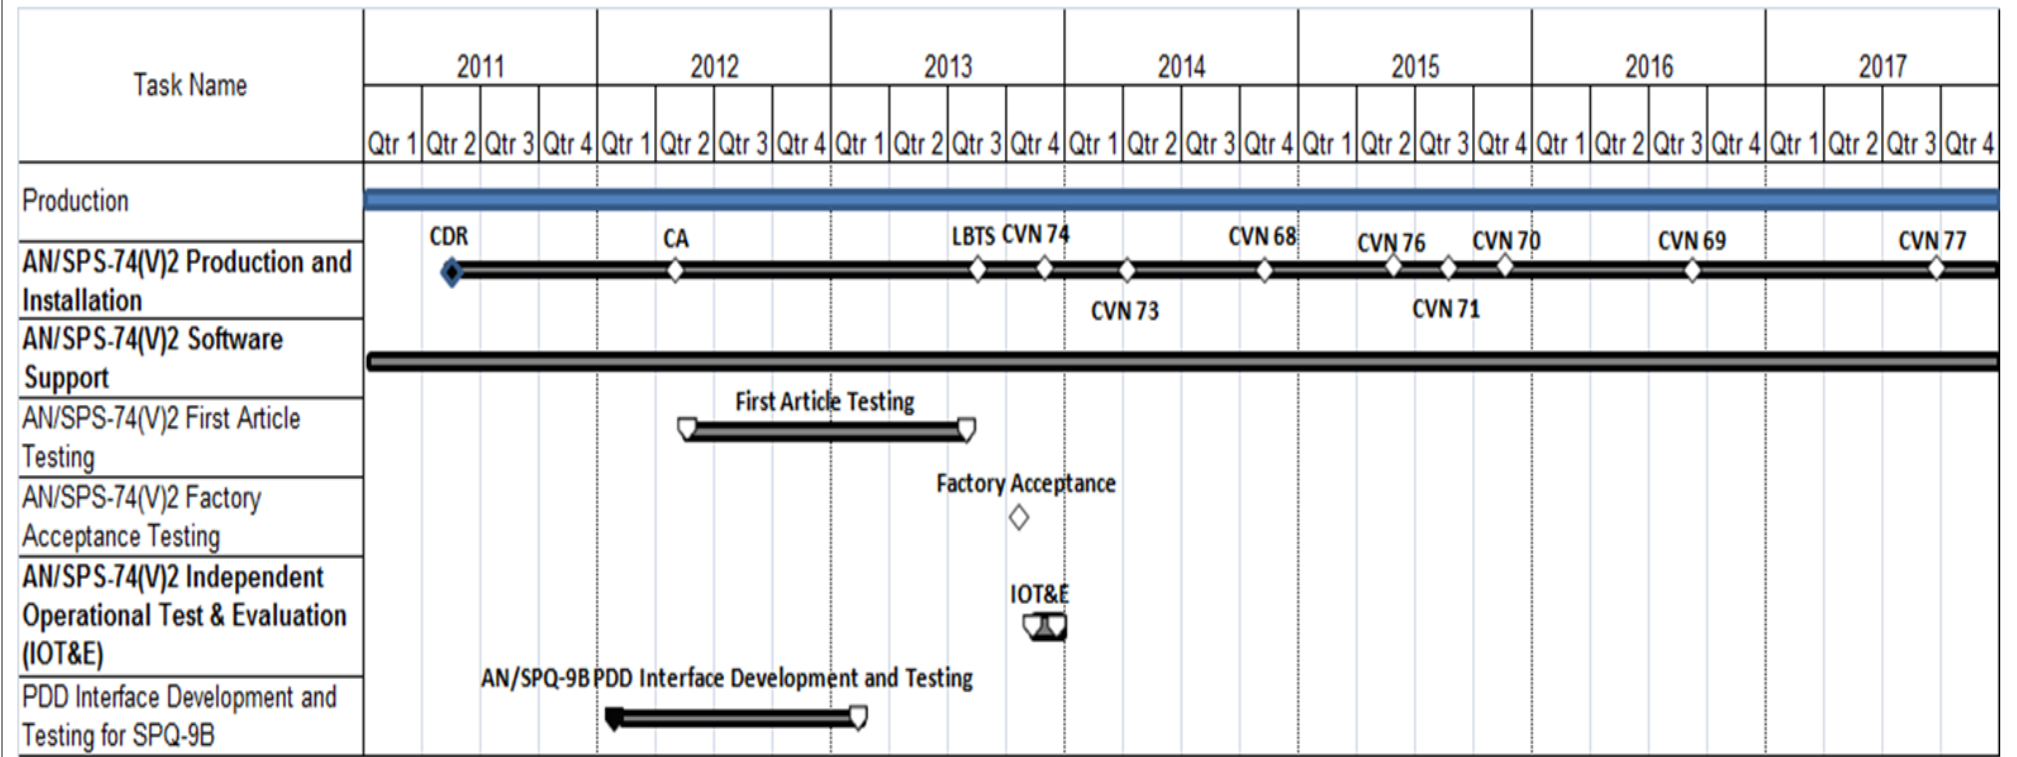 Task Name
2011 2012 2013 2014 2015 2016 2017
Qtr 1 Qtr 2 Qtr 3 Qtr 4 Qtr 1 Qtr 2 Qtr 3 Qtr 4 Qtr 1 Qtr 2 Qtr 3 Qtr 4 Qtr 1 Qtr 2 Qtr 3 Qtr 4 Qtr 1 Qtr 2 Qtr 3 Qtr 4 Qtr 1 Qtr 2 Qtr 3 Qtr 4 Qtr 1 Qtr 2 Qtr 3 Qtr 4
Production
CDR CA LBTS CVN 74 CVN 68 CVN 76 CVN 70 CVN 69 CVN 77
AN/SPS-74(V)2 Production and
Installation
CVN 73 CVN 71
AN/SPS-74(V)2 Software
Support
First Article Testing
AN/SPS-74(V)2 First Article
Testing
Factory Acceptance
AN/SPS-74(V)2 Factory
Acceptance Testing
AN/SPS-74(V)2 Independent
Operational Test & Evaluation
(IOT&E)
IOT&E
AN/SPQ-9B PDD Interface Development and Testing
PDD Interface Development and
Testing for SPQ-9B